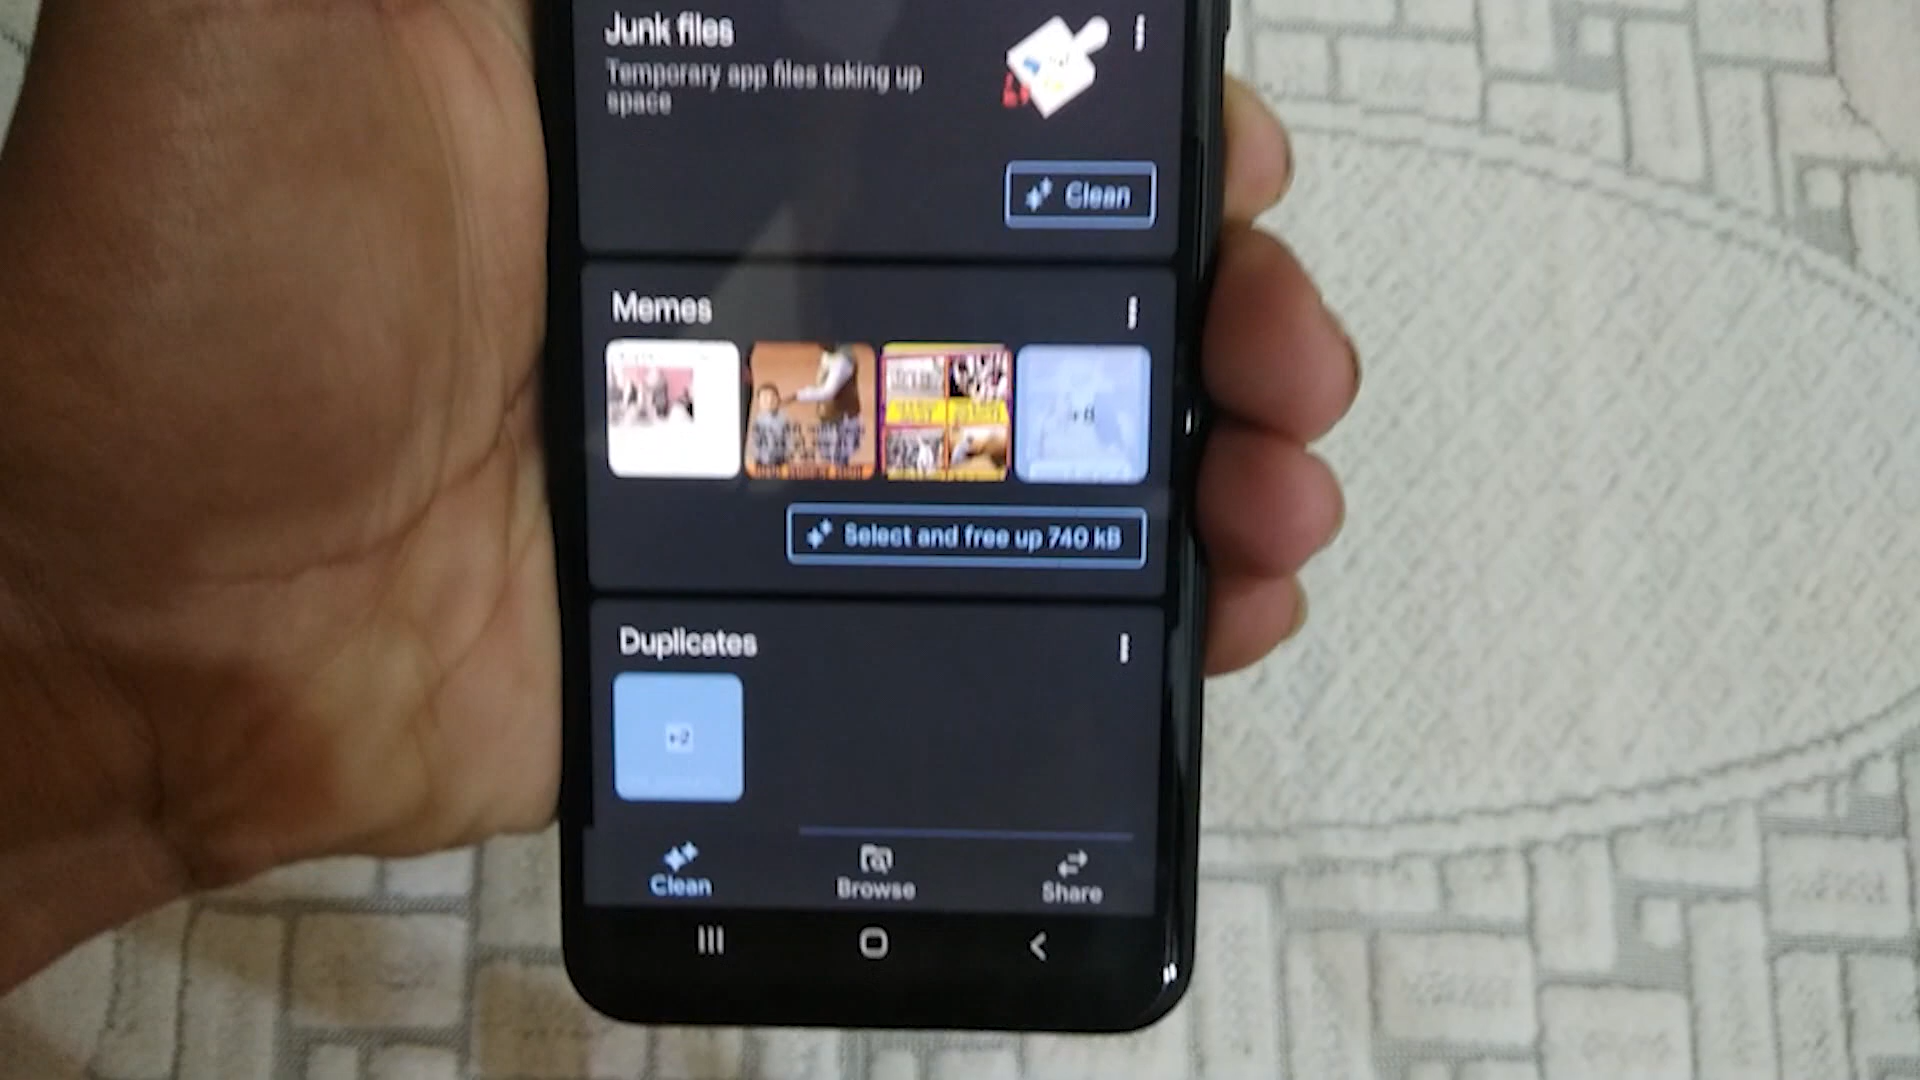 Junk files
Temporary app files taking up
space
Clean
Memes
Select and free up 740 kB
Duplicates
+2
Clean
Browse
Share